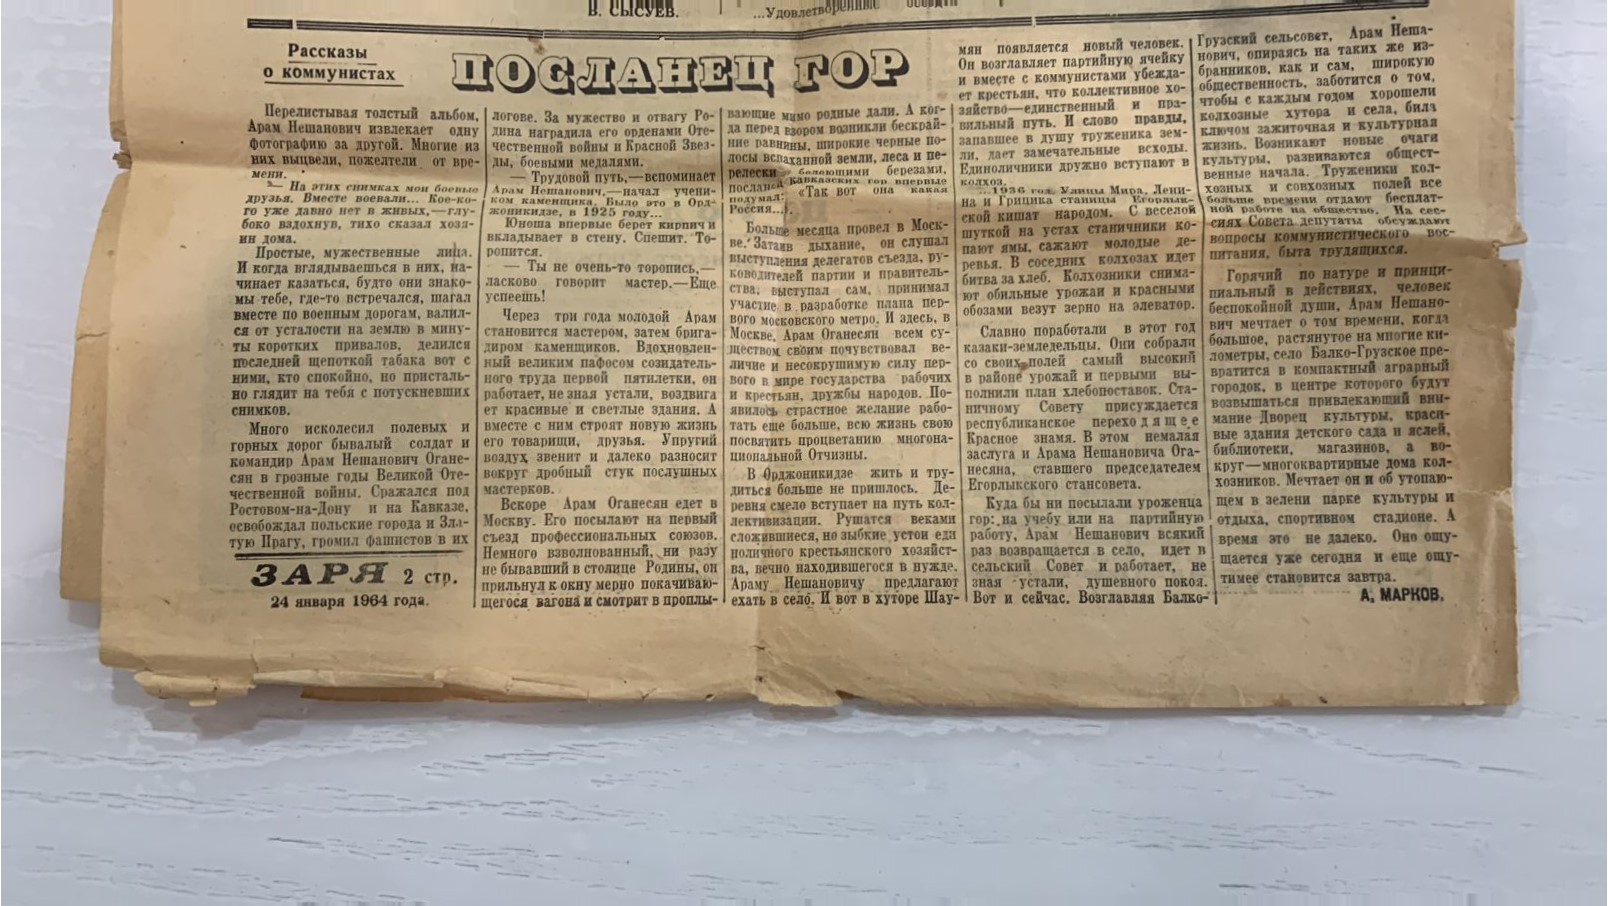 В. СЫСУЕВ.
...Удовлетворение
Рассказы
о коммунистах
ПОСЛАНЕЦ ГОР
Перелистывая толстый альбом,
Арам Нешанович извлекает одну
фотографию за другой. Многие из
них выцвели, пожелтели от вре-
мени.
— На этих снимках мои боевые
друзья. Вместе воевали... Кое-ко-
го уже давно нет в живых,—глу-
боко вздохнув, тихо сказал хозя-
ин дома.
Простые, мужественные лица.
И когда вглядываешься в них, на-
чинает казаться, будто они знако-
мы тебе, где-то встречался, шагал
вместе по военным дорогам, валил-
ся от усталости на землю в мину-
ты коротких привалов, делился
последней щепоткой табака вот с
ними, кто спокойно, но присталь-
но глядит на тебя с потускневших
снимков.
Много исколесил полевых и
горных дорог бывалый солдат и
командир Арам Нешанович Огане-
сян в грозные годы Великой Оте-
чественной войны. Сражался под
Ростовом-на-Дону и на Кавказе,
освобождал польские города и Зла-
тую Прагу, громил фашистов в их
ЗАРЯ 2 стр.
24 января 1964 года.
логове. За мужество и отвагу Ро-
дина наградила его орденами Оте-
чественной войны и Красной Звез-
ды, боевыми медалями.
— Трудовой путь,—вспоминает
Арам Нешанович,—начал учени-
ком каменщика. Было это в Орд-
жоникидзе, в 1925 году...
Юноша впервые берет кирпич и
вкладывает в стену. Спешит. То-
ропится.
— Ты не очень-то торопись,—
ласково говорит мастер.—Еще
успеешь!
Через три года молодой Арам
становится мастером, затем брига-
диром каменщиков. Вдохновлен-
ный великим пафосом созидатель-
ного труда первой пятилетки, он
работает, не зная устали, воздвига
ет красивые и светлые здания. А
вместе с ним строят новую жизнь
его товарищи, друзья. Упругий
воздух звенит и далеко разносит
вокруг дробный стук послушных
мастерков.
Вскоре Арам Оганесян едет в
Москву. Его посылают на первый
съезд профессиональных союзов.
Немного взволнованный, ни разу
не бывавший в столице Родины, он
прильнул к окну мерно покачиваю-
щегося вагона и смотрит в проплы-
вающие мимо родные дали. А ког-
да перед взором возникли бескрай-
ние равнины, широкие черные по-
лосы вспаханной земли, леса и пе-
релески с белеющими березами,
посланец кавказских гор впервые
подумал: «Так вот она какая
Россия...».
Больше месяца провел в Моск-
ве. Затаив дыхание, он слушал
выступления делегатов съезда, ру-
ководителей партии и правитель-
ства, выступал сам, принимал
участие в разработке плана пер-
вого московского метро. И здесь, в
Москве, Арам Оганесян всем су-
ществом своим почувствовал ве-
личие и несокрушимую силу пер-
вого в мире государства рабочих
и крестьян, дружбы народов. По-
явилось страстное желание рабо-
тать еще больше, всю жизнь свою
посвятить процветанию многона-
циональной Отчизны.
В Орджоникидзе жить и тру-
диться больше не пришлось. Де-
ревня смело вступает на путь кол-
лективизации. Рушатся веками
сложившиеся, но зыбкие устои еди
ноличного крестьянского хозяйст-
ва, вечно находившегося в нужде.
Араму Нешановичу предлагают
ехать в село. И вот в хуторе Шау-
мян появляется новый человек.
Он возглавляет партийную ячейку
и вместе с коммунистами убежда-
ет крестьян, что коллективное хо-
зяйство—единственный и пра-
вильный путь. И слово правды,
запавшее в душу труженика зем-
ли, дает замечательные всходы.
Единоличники дружно вступают в
колхоз.
...1936 год. Улицы Мира, Лени-
на и Грицика станицы Егорлык-
ской кишат народом. С веселой
шуткой на устах станичники ко-
пают ямы, сажают молодые де-
ревья. В соседних колхозах идет
битва за хлеб. Колхозники снима-
ют обильные урожаи и красными
обозами везут зерно на элеватор.
Славно поработали в этот год
казаки-земледельцы. Они собрали
со своих полей самый высокий
в районе урожай и первыми вы-
полнили план хлебопоставок. Ста-
ничному Совету присуждается
республиканское переходящее
Красное знамя. В этом немалая
заслуга и Арама Нешановича Ога-
несяна, ставшего председателем
Егорлыкского стансовета.
Куда бы ни посылали уроженца
гор: на учебу или на партийную
работу, Арам Нешанович всякий
раз возвращается в село, идет в
сельский Совет и работает, не
зная устали, душевного покоя.
Вот и сейчас. Возглавляя Балко-
Грузский сельсовет, Арам Неша-
нович, опираясь на таких же из-
бранников, как и сам, широкую
общественность, заботится о том,
чтобы с каждым годом хорошели
колхозные хутора и села, била
ключом зажиточная и культурная
жизнь. Возникают новые очаги
культуры, развиваются общест-
венные начала. Труженики кол-
хозных и совхозных полей все
больше времени отдают бесплат-
ной работе на общество. На сес-
сиях Совета депутаты обсуждают
вопросы коммунистического вос-
питания, быта трудящихся.
Горячий по натуре и принци-
пиальный в действиях, человек
беспокойной души, Арам Нешано-
вич мечтает о том времени, когда
большое, растянутое на многие ки-
лометры, село Балко-Грузское пре-
вратится в компактный аграрный
городок, в центре которого будут
возвышаться привлекающий вни-
мание Дворец культуры, краси-
вые здания детского сада и яслей,
библиотеки, магазинов, а во-
круг—многоквартирные дома кол-
хозников. Мечтает он и об утопаю-
щем в зелени парке культуры и
отдыха, спортивном стадионе. А
время это не далеко. Оно ощу-
щается уже сегодня и еще ощу-
тимее становится завтра.
А. МАРКОВ.